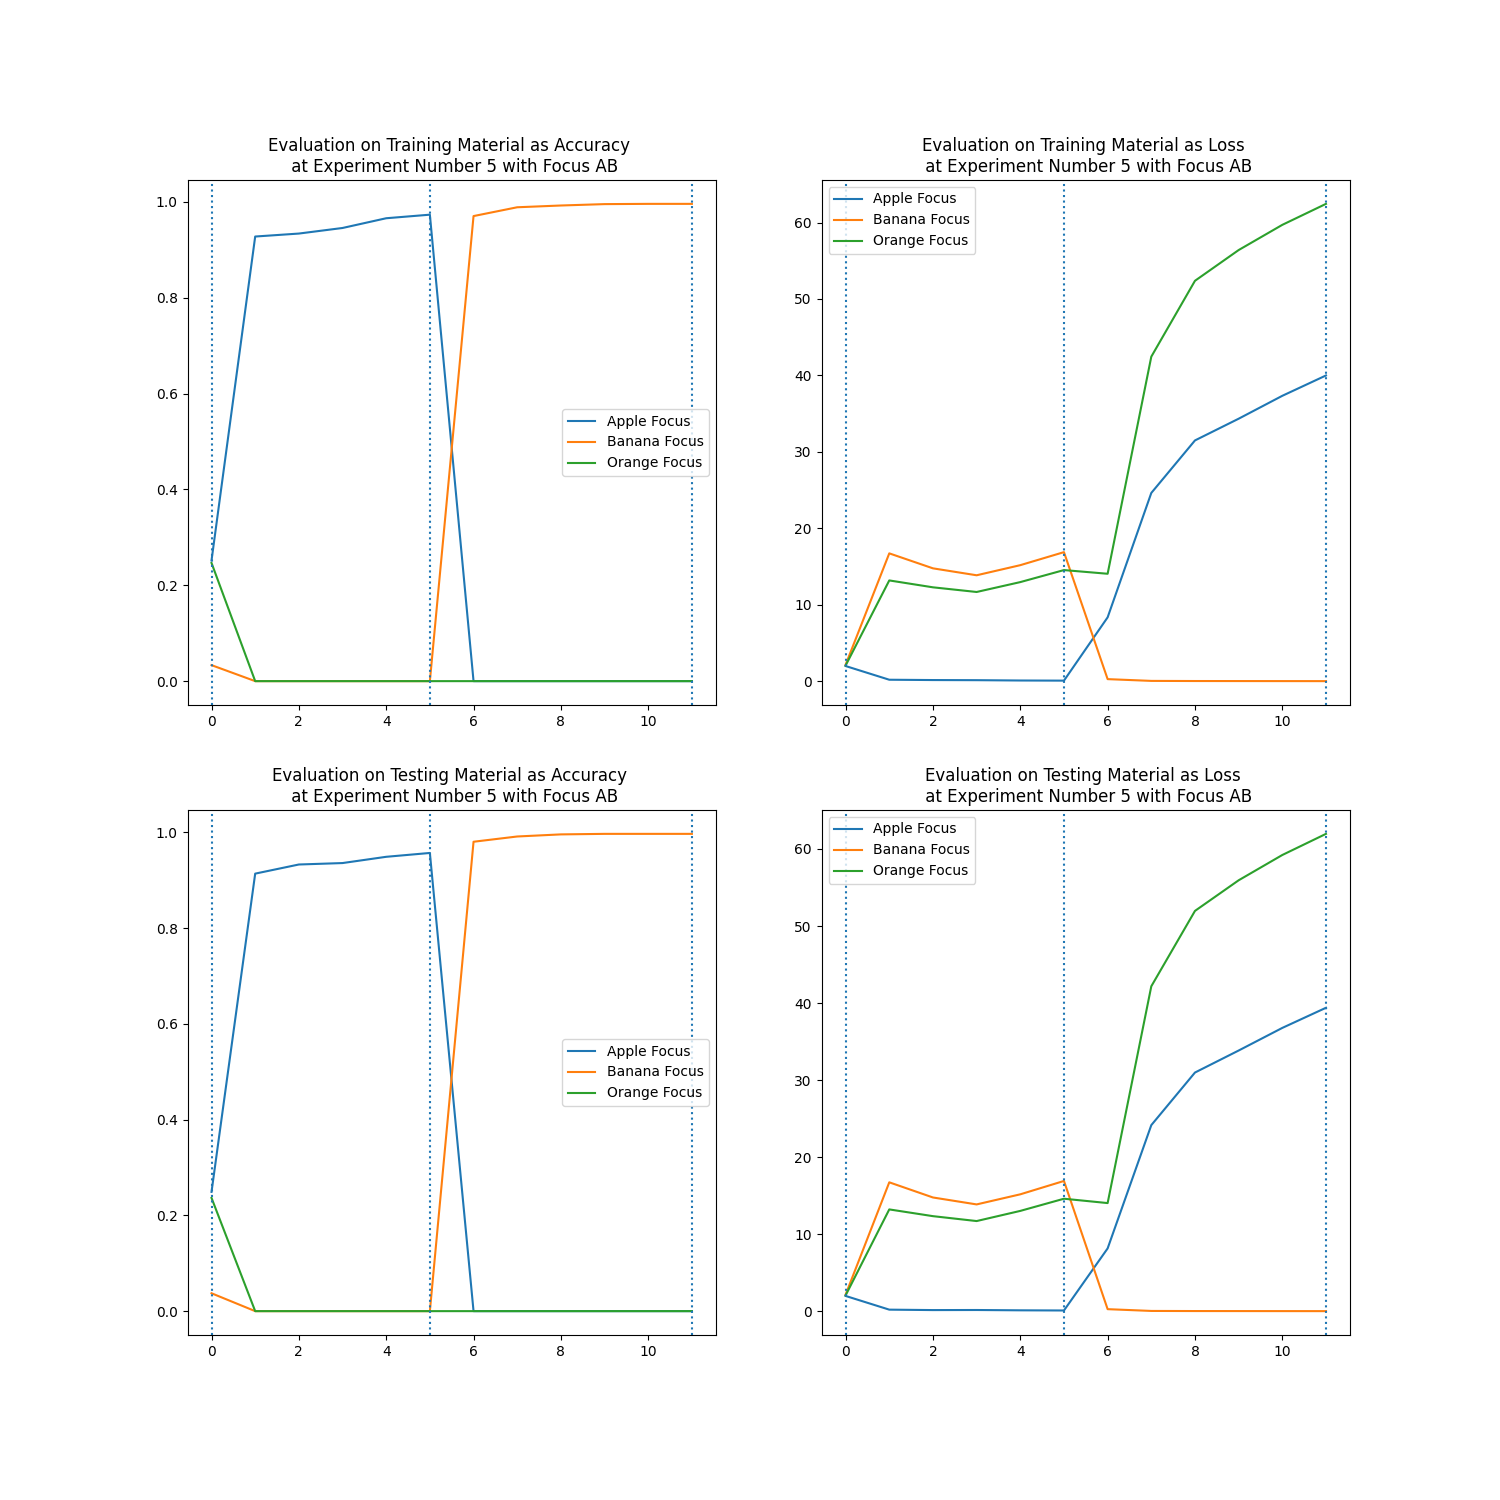 Evaluation on Training Material as Accuracy
at Experiment Number 5 with Focus AB
1.0
0.8
0.6
0.4
0.2
0.0
Apple Focus
Banana Focus
Orange Focus
0 2 4 6 8 10
Evaluation on Training Material as Loss
at Experiment Number 5 with Focus AB
Apple Focus
Banana Focus
Orange Focus
60
50
40
30
20
10
0
0 2 4 6 8 10
Evaluation on Testing Material as Accuracy
at Experiment Number 5 with Focus AB
1.0
0.8
0.6
0.4
0.2
0.0
Apple Focus
Banana Focus
Orange Focus
0 2 4 6 8 10
Evaluation on Testing Material as Loss
at Experiment Number 5 with Focus AB
Apple Focus
Banana Focus
Orange Focus
60
50
40
30
20
10
0
0 2 4 6 8 10